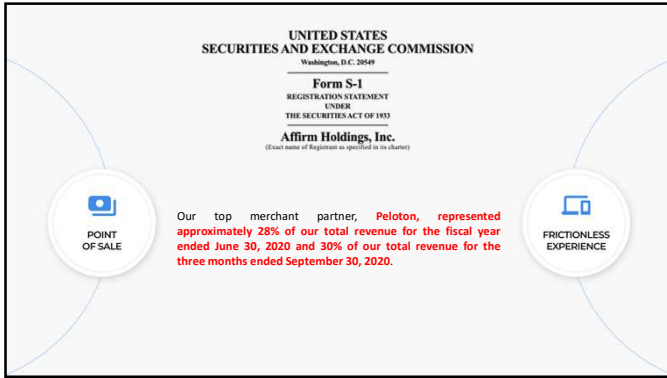 UNITED STATES
SECURITIES AND EXCHANGE COMMISSION
Washington, D.C. 20549
Form S-1
REGISTRATION STATEMENT
UNDER
THE SECURITIES ACT OF 1933
Affirm Holdings, Inc.
(Exact name of Registrant as specified in its charter)
POINT
OF SALE
Our top merchant partner, Peloton, represented
approximately 28% of our total revenue for the fiscal year
ended June 30, 2020 and 30% of our total revenue for the
three months ended September 30, 2020.
FRICTIONLESS
EXPERIENCE